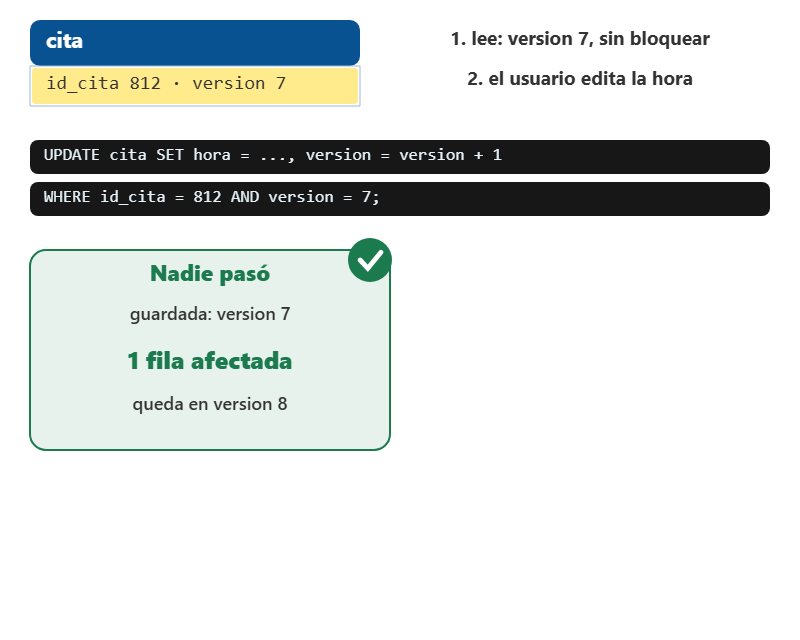 cita
id_cita 812 · version 7
1. lee: version 7, sin bloquear
2. el usuario edita la hora
UPDATE cita SET hora = ..., version = version + 1
WHERE id_cita = 812 AND version = 7;
Nadie pasó
guardada: version 7
1 fila afectada
queda en version 8